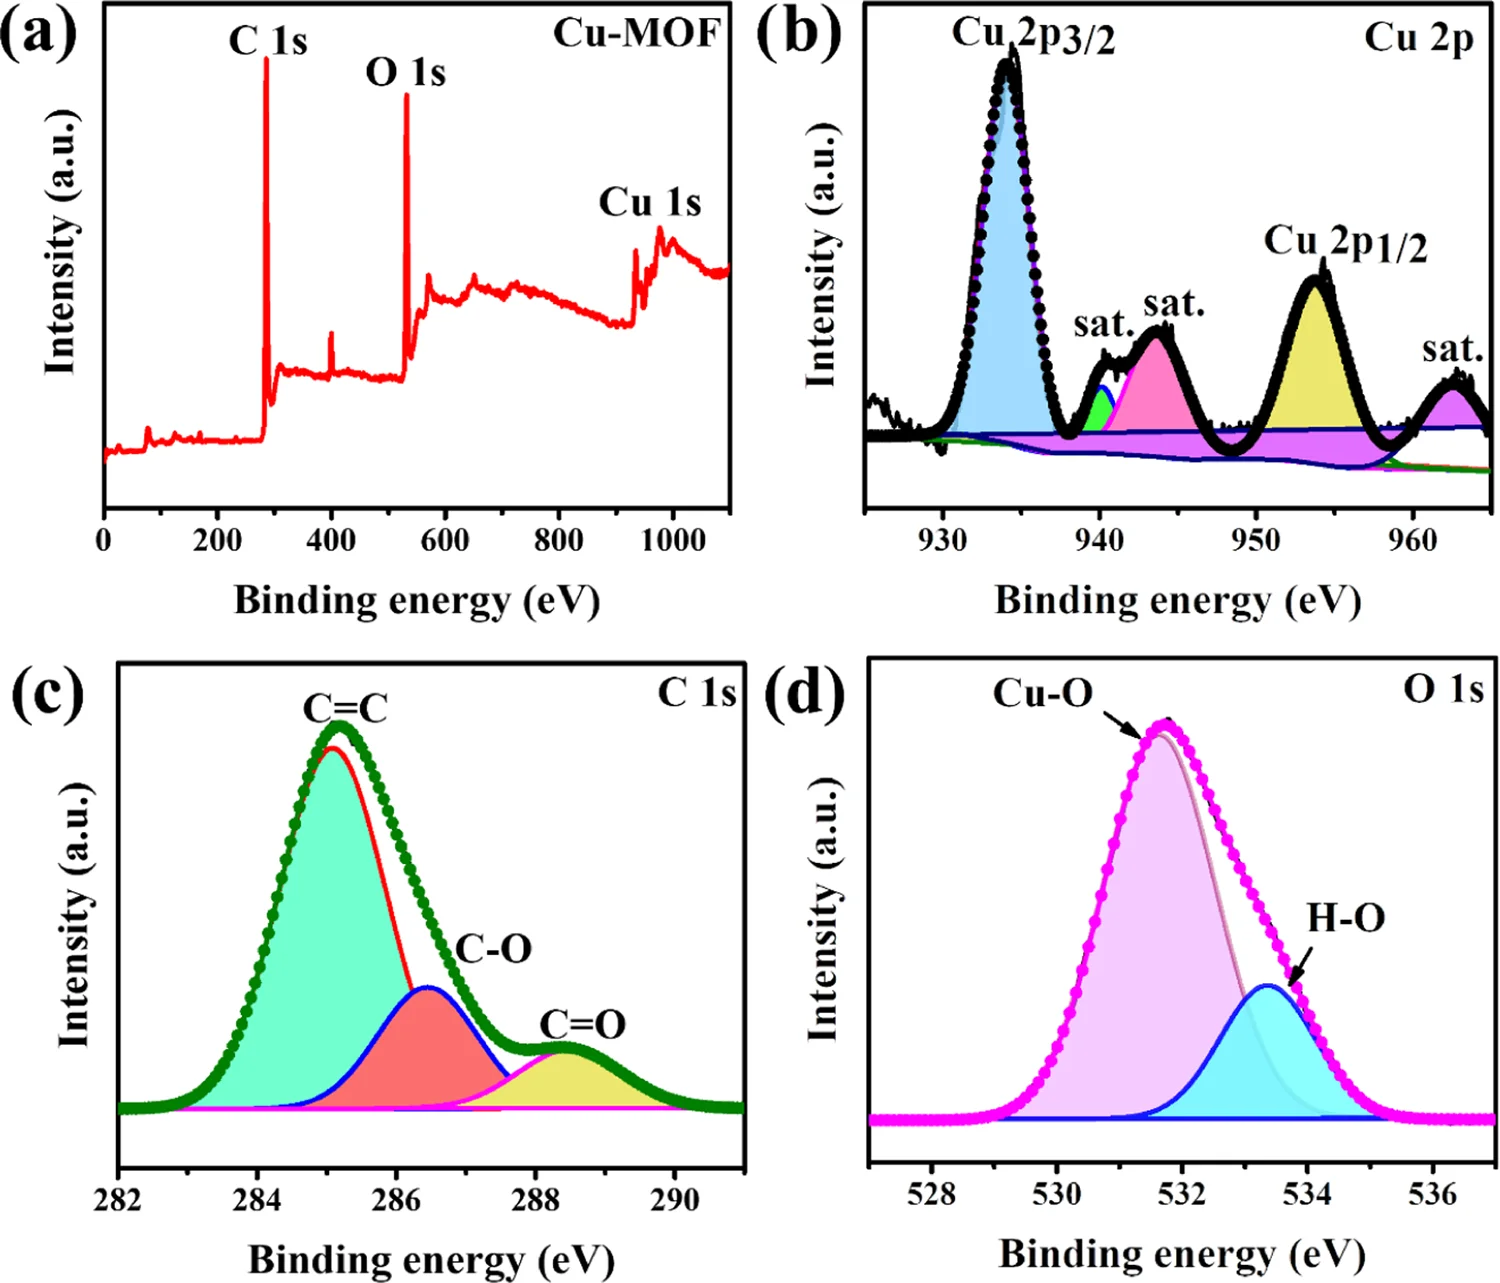 (a)
Cu-MOF
C 1s
O 1s
Cu 1s
Intensity (a.u.)
0 200 400 600 800 1000
Binding energy (eV)
(b)
Cu 2p
Cu 2p3/2
sat.
sat.
Cu 2p1/2
sat.
Intensity (a.u.)
930 940 950 960
Binding energy (eV)
(c)
C 1s
C=C
C-O
C=O
Intensity (a.u.)
282 284 286 288 290
Binding energy (eV)
(d)
O 1s
Cu-O
H-O
Intensity (a.u.)
528 530 532 534 536
Binding energy (eV)